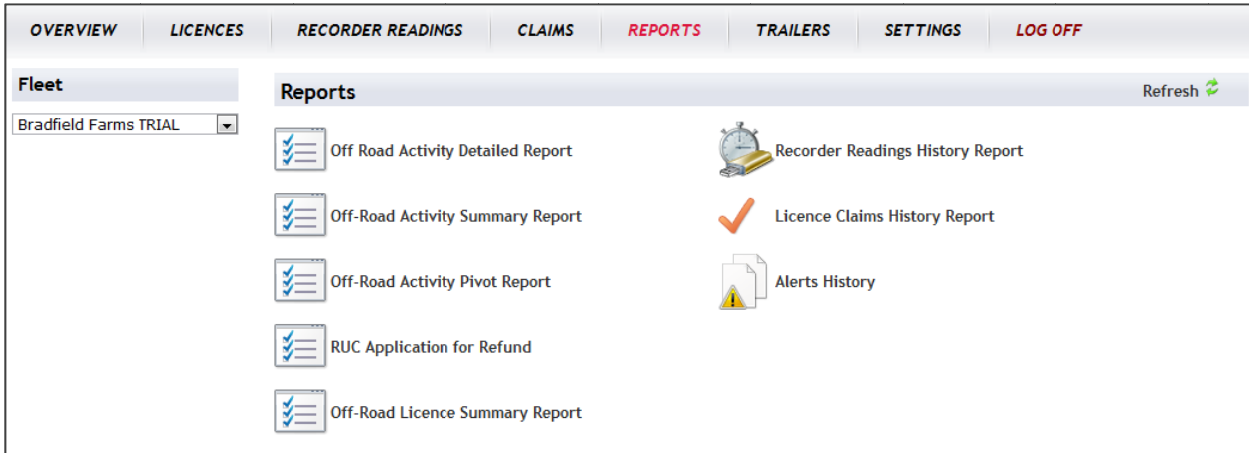 OVERVIEW LICENCES RECORDER READINGS CLAIMS REPORTS TRAILERS SETTINGS LOG OFF
Fleet
Bradfield Farms TRIAL
Reports Refresh
Off Road Activity Detailed Report
Off-Road Activity Summary Report
Off-Road Activity Pivot Report
RUC Application for Refund
Off-Road Licence Summary Report
Recorder Readings History Report
Licence Claims History Report
Alerts History